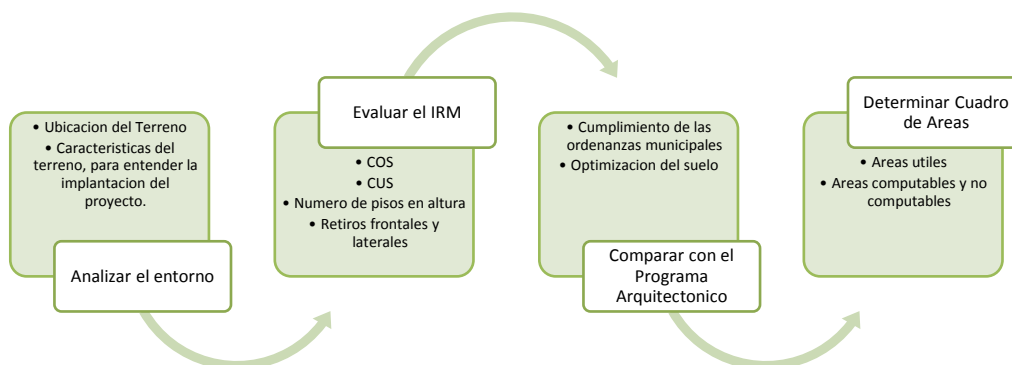 • Ubicacion del Terreno
• Caracteristicas del
terreno, para entender la
implantacion del
proyecto.
Analizar el entorno
Evaluar el IRM
• COS
• CUS
• Numero de pisos en altura
• Retiros frontales y
laterales
• Cumplimiento de las
ordenanzas municipales
• Optimizacion del suelo
Comparar con el
Programa
Arquitectonico
Determinar Cuadro
de Areas
• Areas utiles
• Areas computables y no
computables